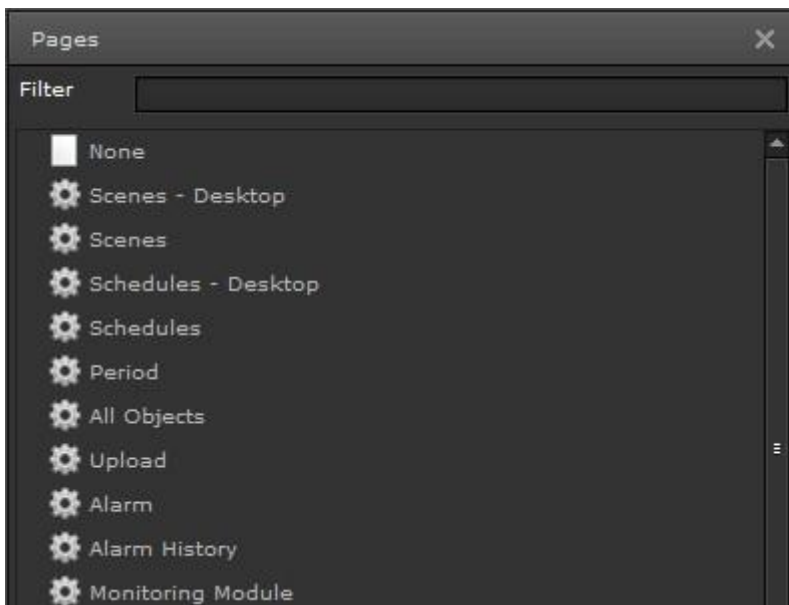 Pages
Filter
None
Scenes - Desktop
Scenes
Schedules - Desktop
Schedules
Period
All Objects
Upload
Alarm
Alarm History
Monitoring Module